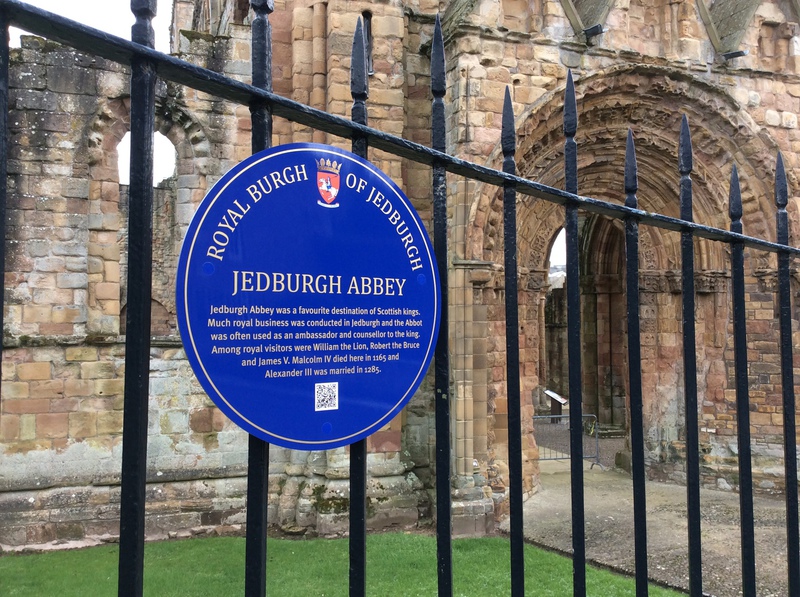 ROYAL BURGH OF JEDBURGH
JEDBURGH ABBEY
Jedburgh Abbey was a favourite destination of Scottish kings.
Much royal business was conducted in Jedburgh and the Abbot
was often used as an ambassador and counsellor to the king.
Among royal visitors were William the Lion, Robert the Bruce
and James V. Malcolm IV died here in 1165 and
Alexander III was married in 1285.